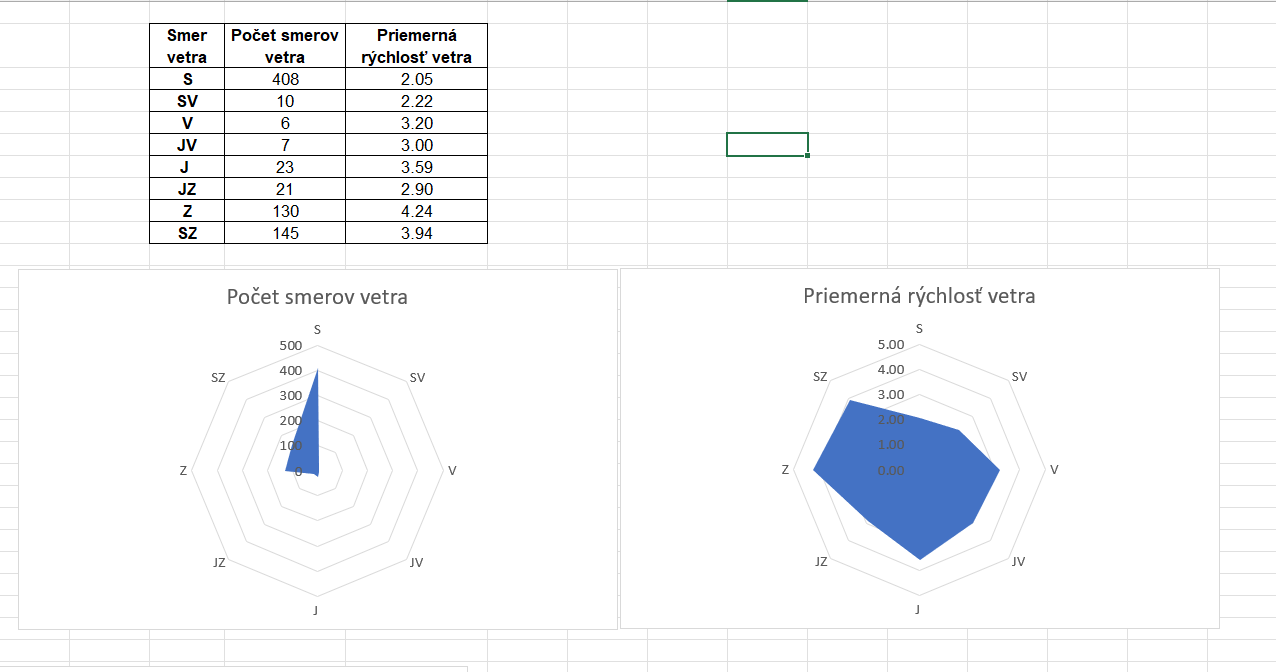 Smer vetra Počet smerov vetra Priemerná rýchlosť vetra
S 408 2.05
SV 10 2.22
V 6 3.20
JV 7 3.00
J 23 3.59
JZ 21 2.90
Z 130 4.24
SZ 145 3.94
Počet smerov vetra
S
500
SZ 400 SV
300
200
100
Z 0 V
JZ JV
J
Priemerná rýchlosť vetra
S
5.00
SZ 4.00 SV
3.00
2.00
1.00
Z 0.00 V
JZ JV
J